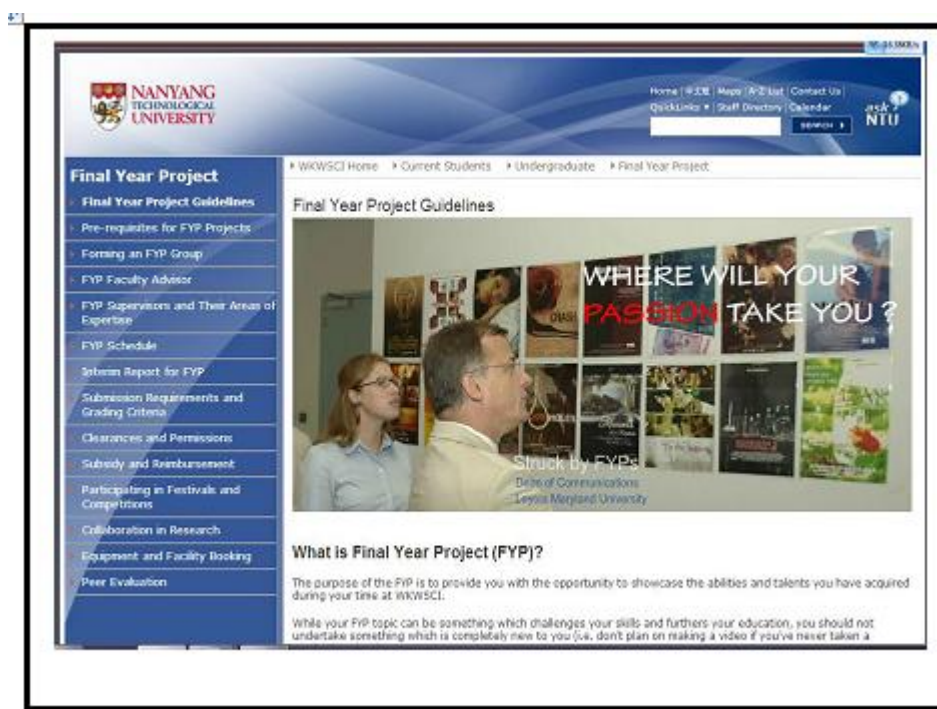 NANYANG
TECHNOLOGICAL
UNIVERSITY
Home | 中文版 | Maps | A-Z List | Contact Us |
QuickLinks | Staff Directory | Calendar
SEARCH
ask
NTU
WKWSCI Home Current Students Undergraduate Final Year Project
Final Year Project
Final Year Project Guidelines
Pre-requisites for FYP Projects
Forming an FYP Group
FYP Faculty Advisor
FYP Supervisors and Their Areas of
Expertise
FYP Schedule
Interim Report for FYP
Submission Requirements and
Grading Criteria
Clearances and Permissions
Subsidy and Reimbursement
Participating in Festivals and
Competitions
Collaboration in Research
Equipment and Facility Booking
Peer Evaluation
Final Year Project Guidelines
WHERE WILL YOUR
PASSION TAKE YOU ?
CRASH
Struck by FYPs
Dean of Communications
Loyola Maryland University
What is Final Year Project (FYP)?
The purpose of the FYP is to provide you with the opportunity to showcase the abilities and talents you have acquired
during your time at WKWSCI.
While your FYP topic can be something which challenges your skills and furthers your education, you should not
undertake something which is completely new to you (i.e. don't plan on making a video if you've never taken a